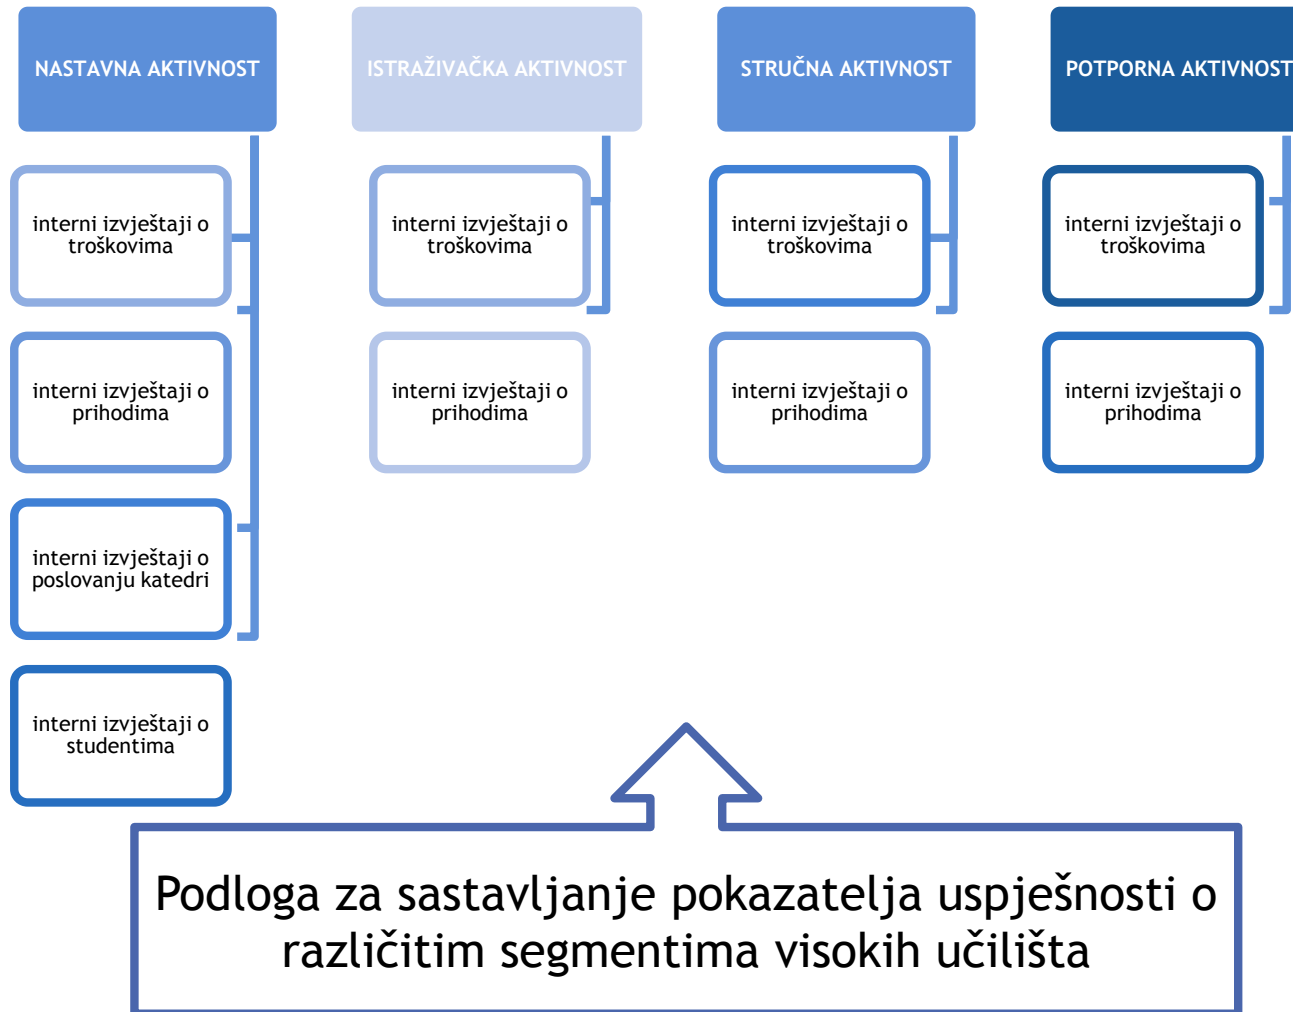 NASTAVNA AKTIVNOST
interni izvještaji o
troškovima
interni izvještaji o
prihodima
interni izvještaji o
poslovanju katedri
interni izvještaji o
studentima
ISTRAŽIVAČKA AKTIVNOST
interni izvještaji o
troškovima
interni izvještaji o
prihodima
STRUČNA AKTIVNOST
interni izvještaji o
troškovima
interni izvještaji o
prihodima
POTPORNA AKTIVNOST
interni izvještaji o
troškovima
interni izvještaji o
prihodima
Podloga za sastavljanje pokazatelja uspješnosti o
različitim segmentima visokih učilišta